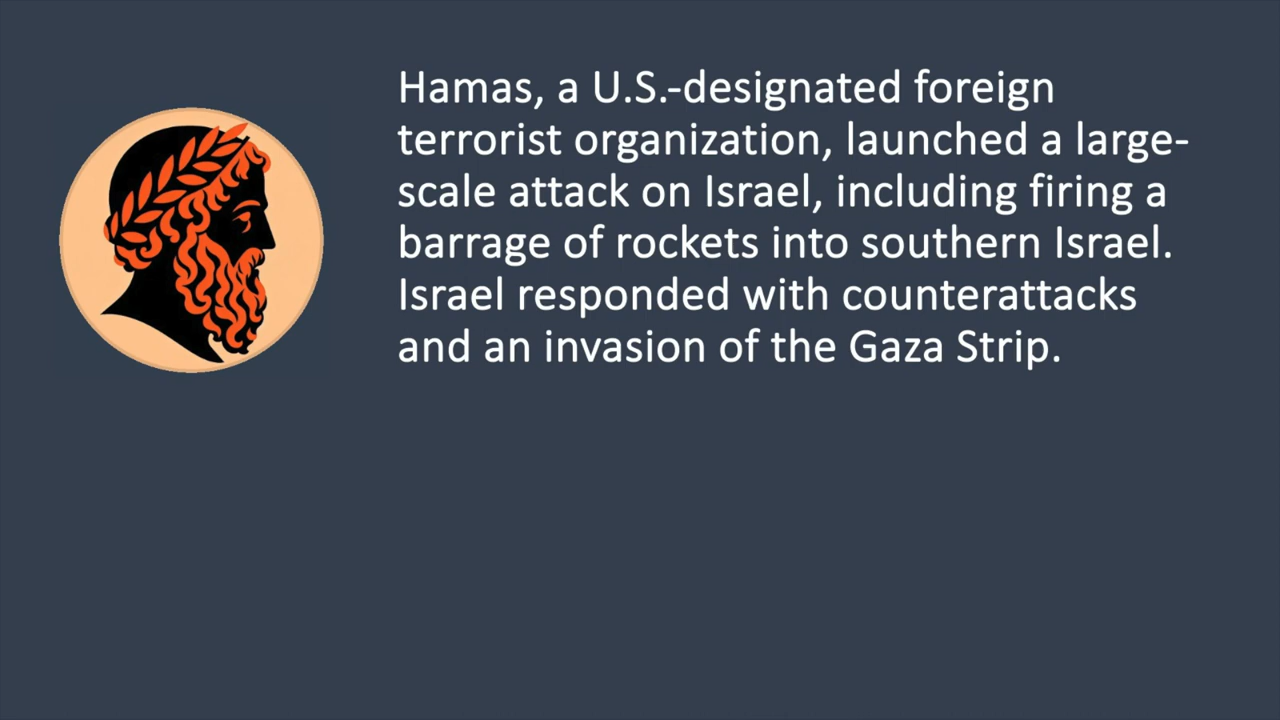 Hamas, a U.S.-designated foreign
terrorist organization, launched a large-
scale attack on Israel, including firing a
barrage of rockets into southern Israel.
Israel responded with counterattacks
and an invasion of the Gaza Strip.